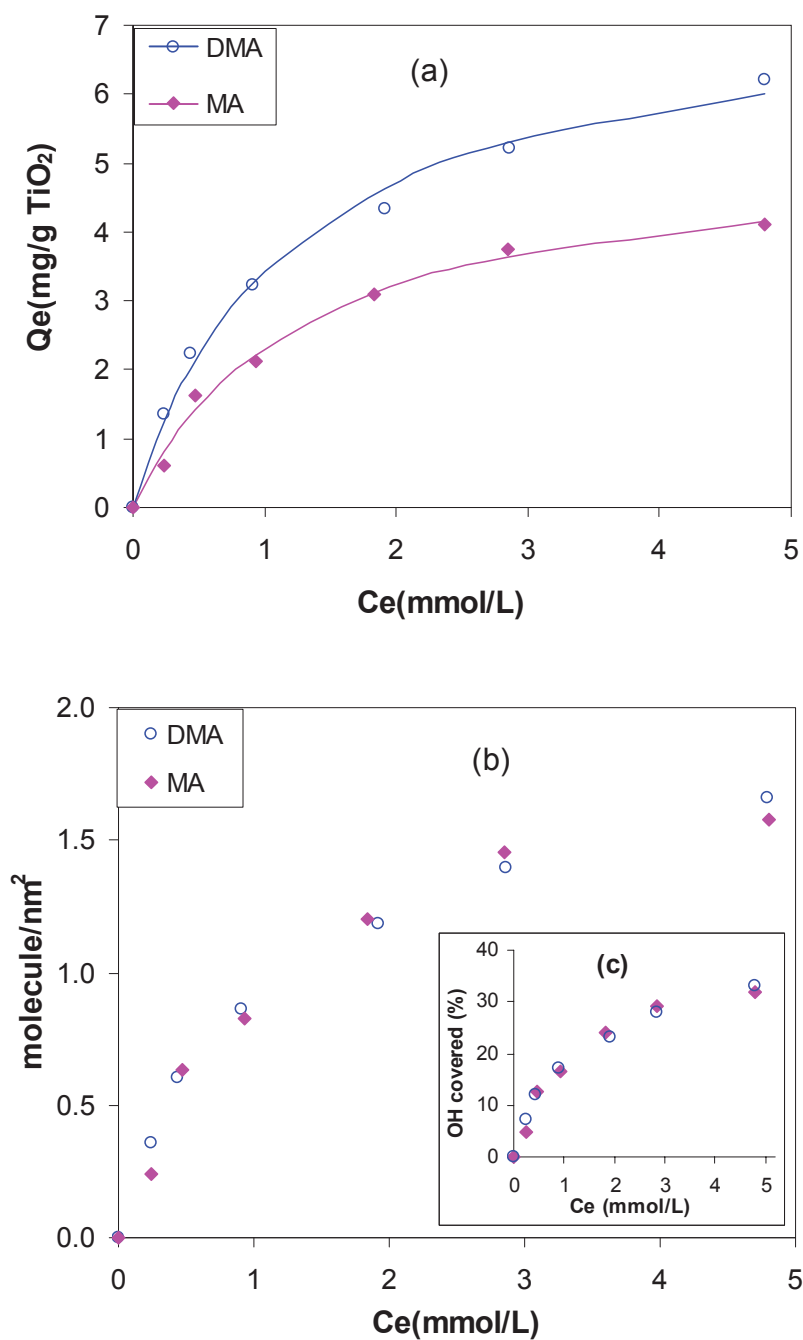 7
6
5
4
3
2
1
0
Qe(mg/g TiO₂)
DMA
MA
(a)
0 1 2 3 4 5
Ce(mmol/L)
2.0
1.5
1.0
0.5
0.0
molecule/nm²
DMA
MA
(b)
40
30
20
10
0
OH covered (%)
(c)
0 1 2 3 4 5
Ce (mmol/L)
0 1 2 3 4 5
Ce(mmol/L)